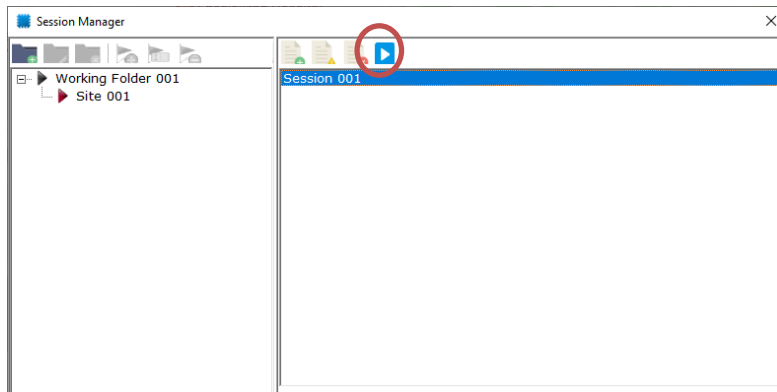 Session Manager
Working Folder 001
Site 001
Session 001